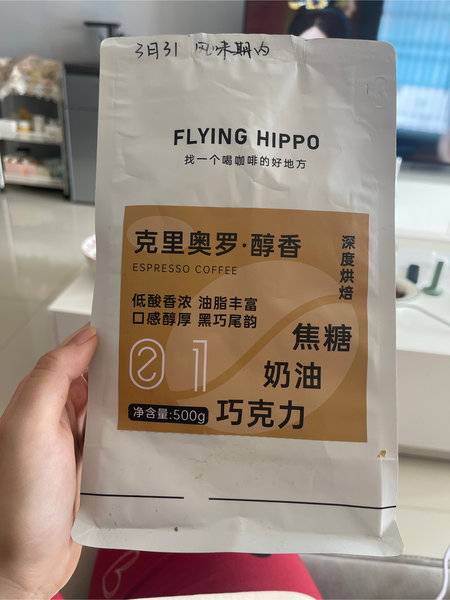 3月31 风味期内
FLYING HIPPO
找一个喝咖啡的好地方
克里奥罗·醇香
ESPRESSO COFFEE
深度烘焙
低酸香浓 油脂丰富
口感醇厚 黑巧尾韵
01
焦糖
奶油
巧克力
净含量:500g